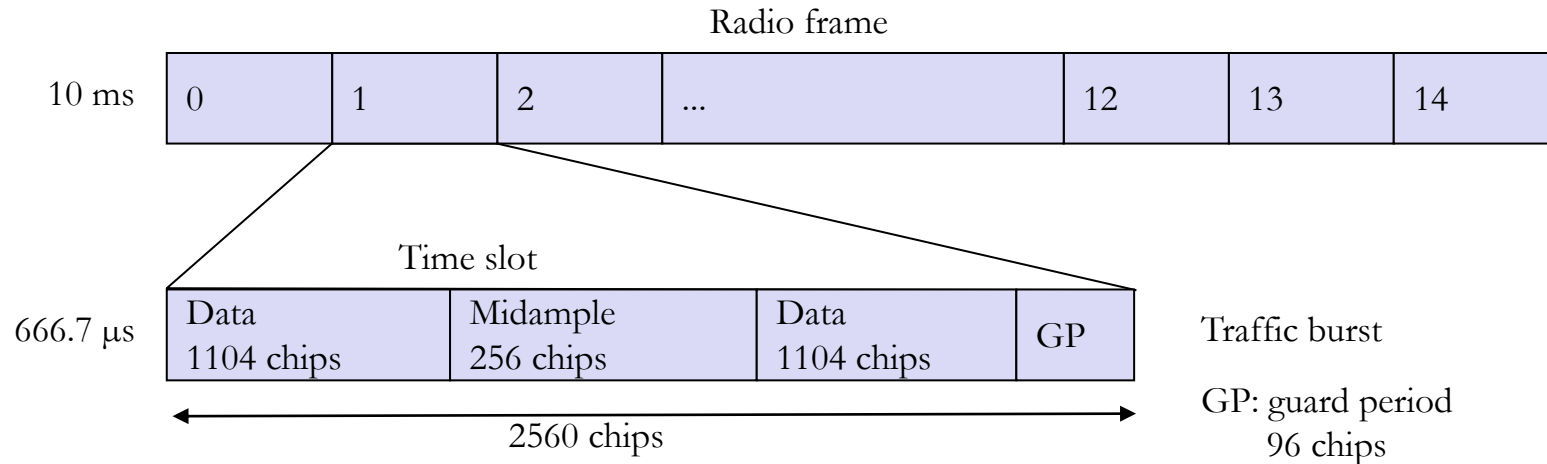 Radio frame
10 ms 0 1 2 ... 12 13 14
Time slot
666.7 μs
Data
1104 chips
Midample
256 chips
Data
1104 chips
GP
Traffic burst
GP: guard period
96 chips
2560 chips